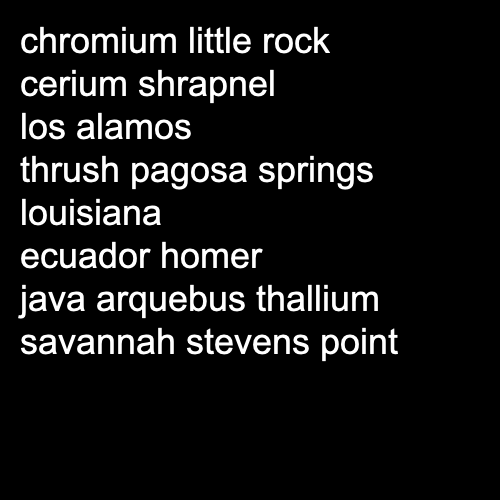 chromium little rock
cerium shrapnel
los alamos
thrush pagosa springs
louisiana
ecuador homer
java arquebus thallium
savannah stevens point